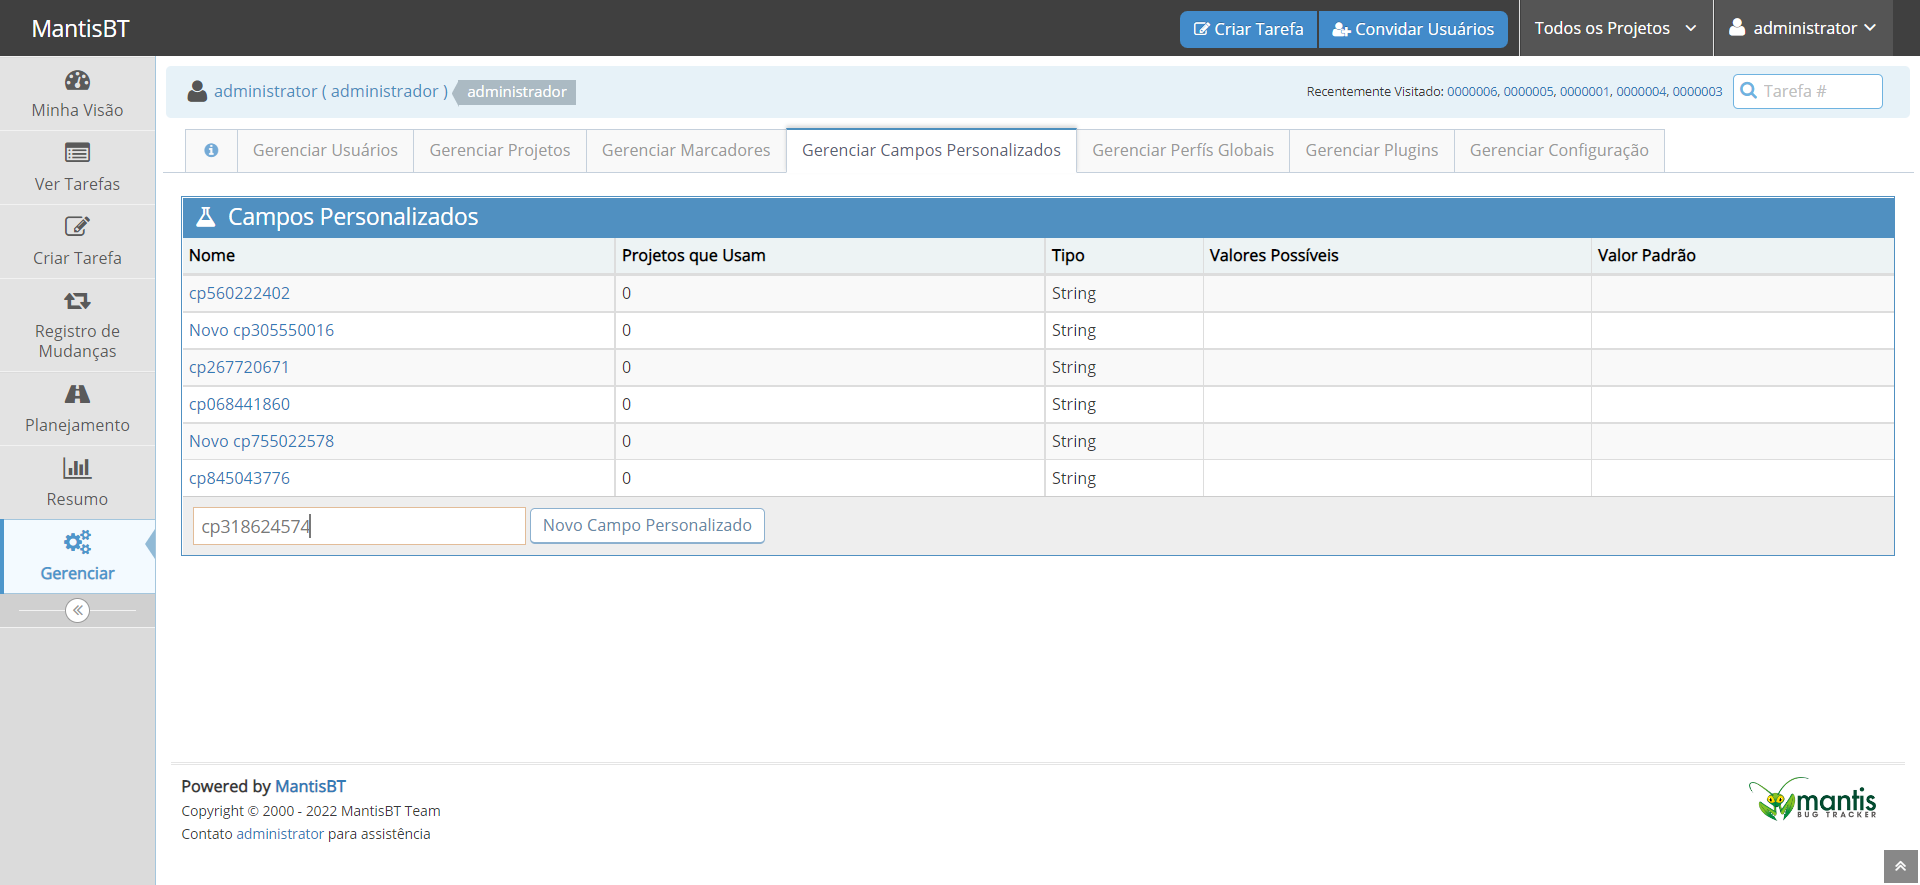 MantisBT
Criar Tarefa
Convidar Usuários
Todos os Projetos
administrator
Minha Visão
Ver Tarefas
Criar Tarefa
Registro de
Mudanças
Planejamento
Resumo
Gerenciar
administrator ( administrador ) administrador
Recentemente Visitado: 0000006, 0000005, 0000001, 0000004, 0000003
Tarefa #
Gerenciar Usuários
Gerenciar Projetos
Gerenciar Marcadores
Gerenciar Campos Personalizados
Gerenciar Perfís Globais
Gerenciar Plugins
Gerenciar Configuração
Campos Personalizados
Nome Projetos que Usam Tipo Valores Possíveis Valor Padrão
cp560222402 0 String
Novo cp305550016 0 String
cp267720671 0 String
cp068441860 0 String
Novo cp755022578 0 String
cp845043776 0 String
cp318624574 Novo Campo Personalizado
Powered by MantisBT
Copyright © 2000 - 2022 MantisBT Team
Contato administrator para assistência
mantis
BUG TRACKER